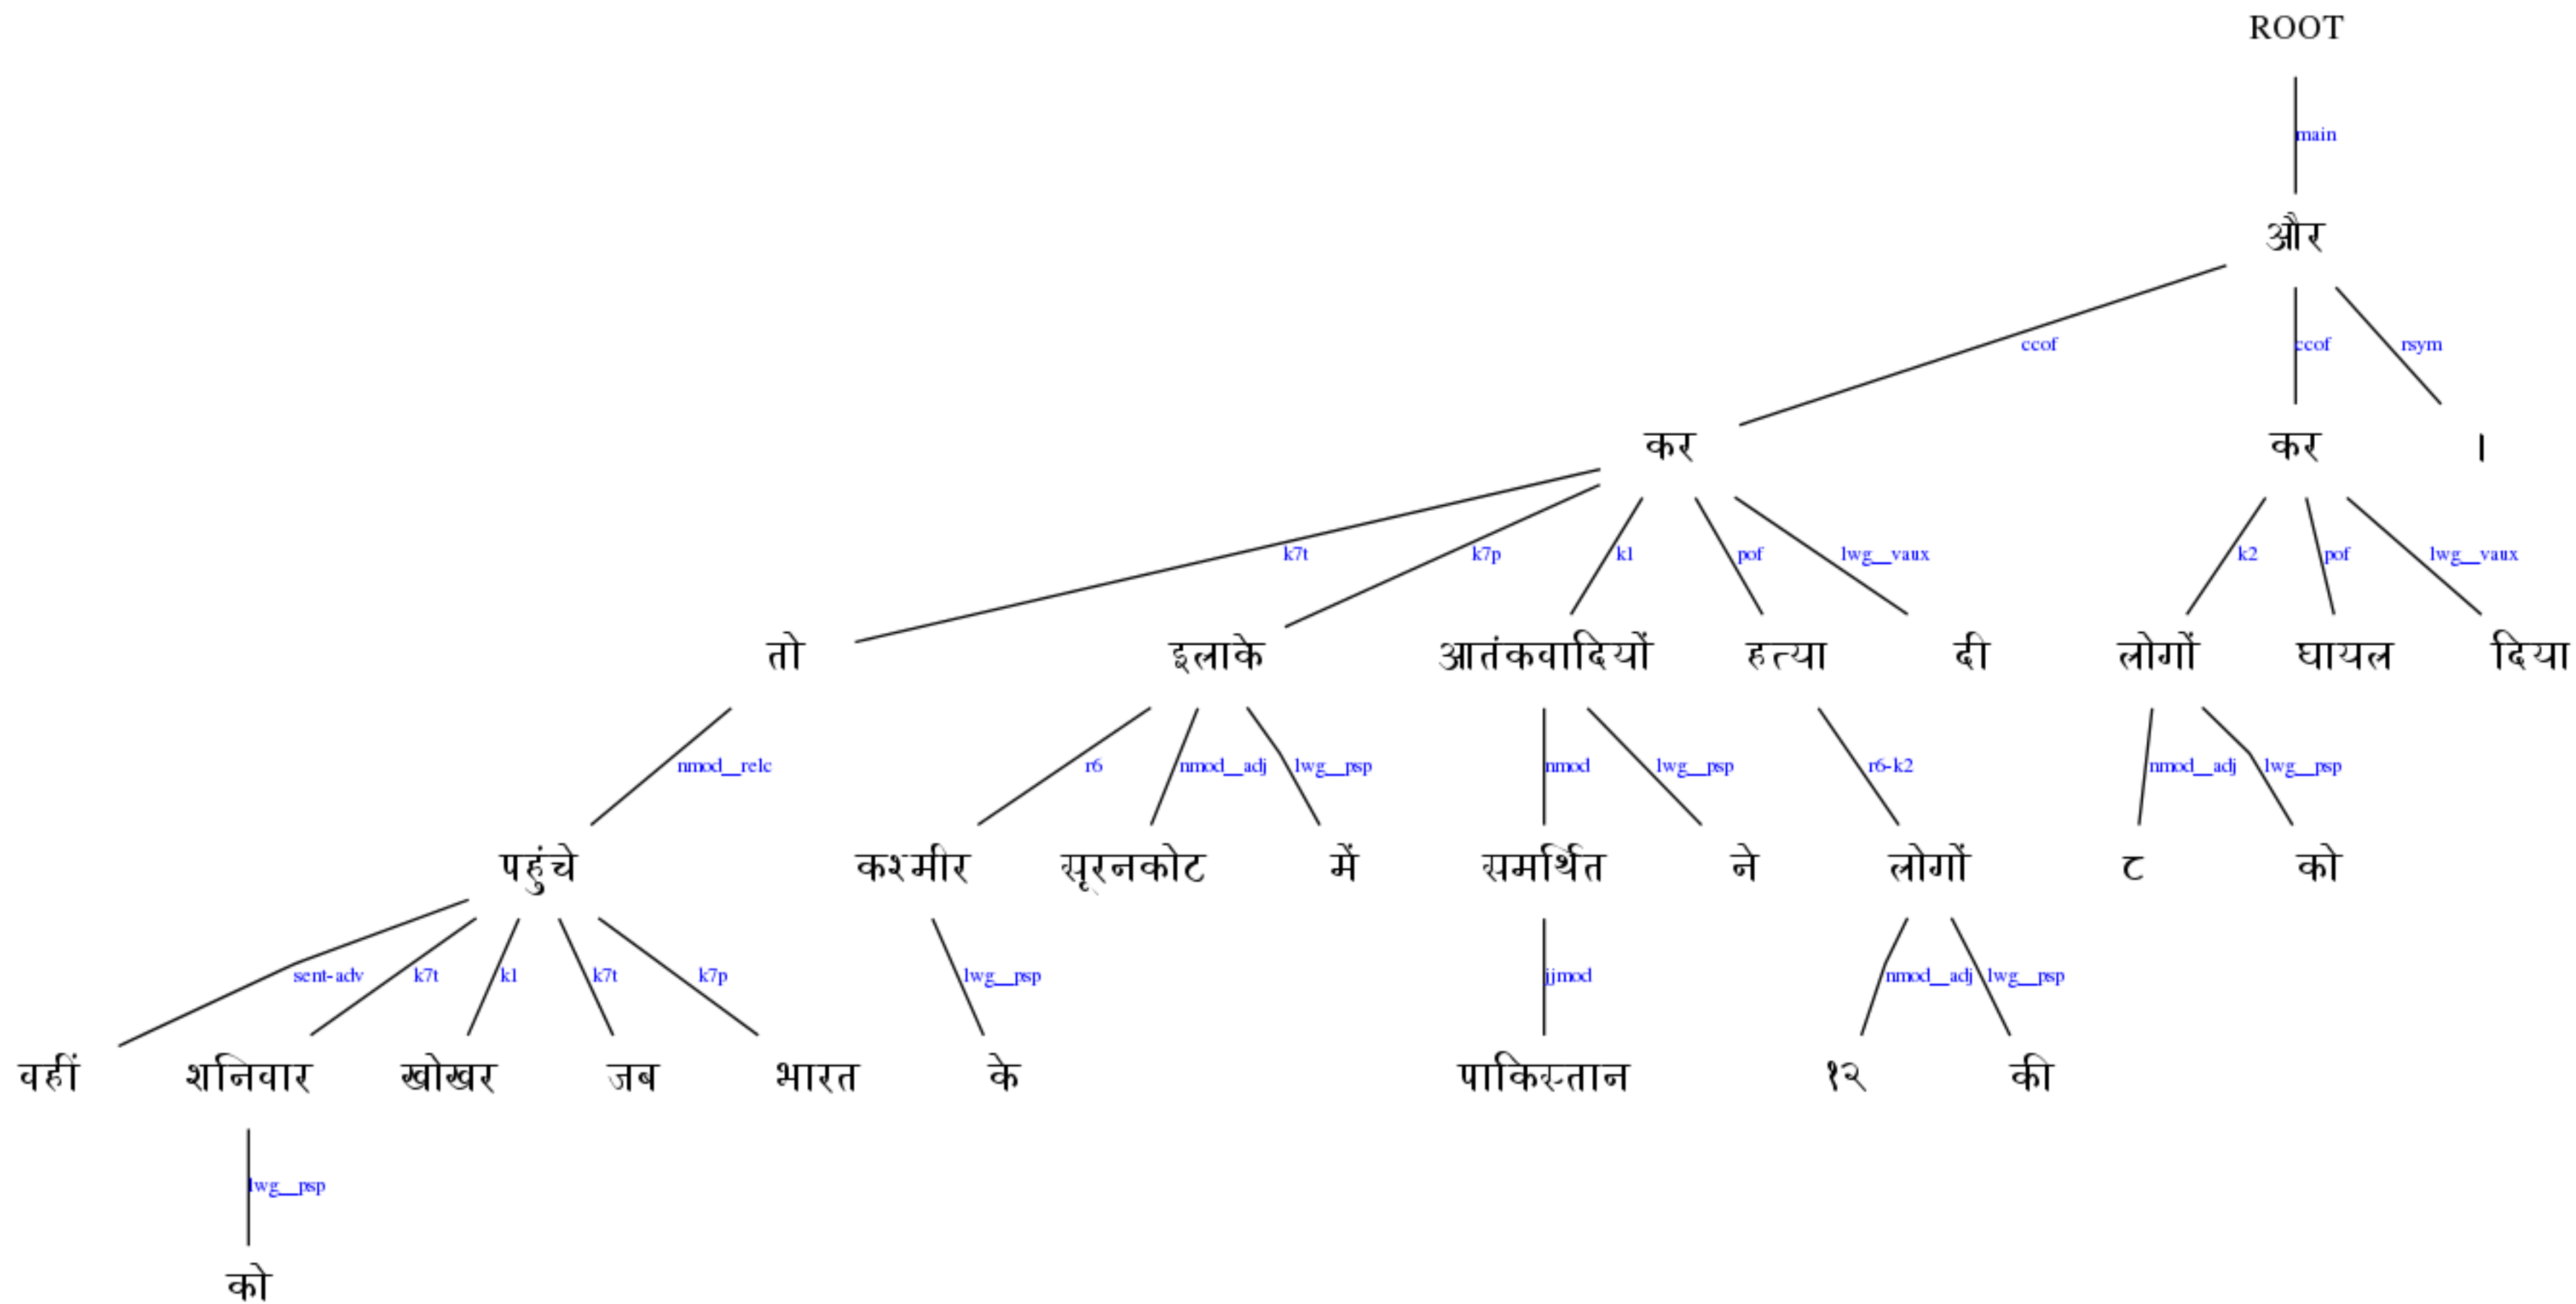 ROOT
main
और
ccof ccof rsym
कर कर ।
k7t k7p k1 pof lwg__vaux k2 pof lwg__vaux
तो इलाके आतंकवादियों हत्या दी लोगों घायल दिया
nmod__relc r6 nmod__adj lwg__psp nmod lwg__psp r6-k2 nmod__adj lwg__psp
पहुंचे कश्मीर सूरनकोट में समर्थित ने लोगों ८ को
sent-adv k7t k1 k7t k7p lwg__psp jjmod nmod__adj lwg__psp
वहीं शनिवार खोखर जब भारत के पाकिस्तान १२ की
lwg__psp
को